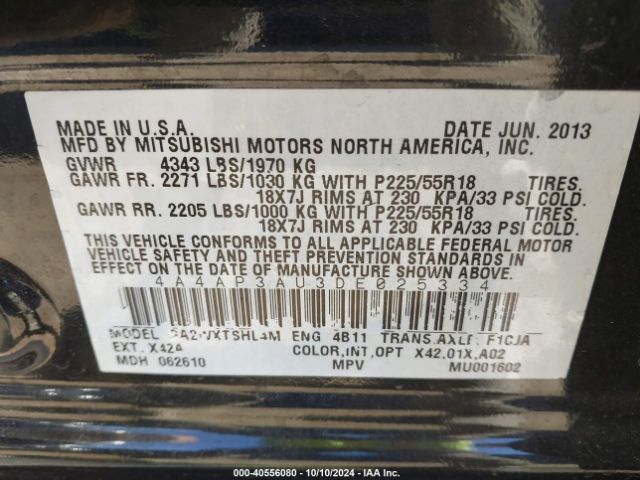 MADE IN U.S.A. DATE JUN. 2013
MFD BY MITSUBISHI MOTORS NORTH AMERICA, INC.
GVWR 4343 LBS/1970 KG
GAWR FR. 2271 LBS/1030 KG WITH P225/55R18 TIRES.
18X7J RIMS AT 230 KPA/33 PSI COLD.
GAWR RR. 2205 LBS/1000 KG WITH P225/55R18 TIRES.
18X7J RIMS AT 230 KPA/33 PSI COLD.
THIS VEHICLE CONFORMS TO ALL APPLICABLE FEDERAL MOTOR
VEHICLE SAFETY AND THEFT PREVENTION STANDARDS IN
EFFECT ON THE DATE OF MANUFACTURE SHOWN ABOVE.
4A4AP3AU3DE025334
MODEL ENG 4B11 TRANS,AXLE F1CJA
EXT. X42A COLOR,INT,OPT X42,01X,A02
MDH 062610 MPV MU001602
000-40556080 - 10/10/2024 - IAA Inc.